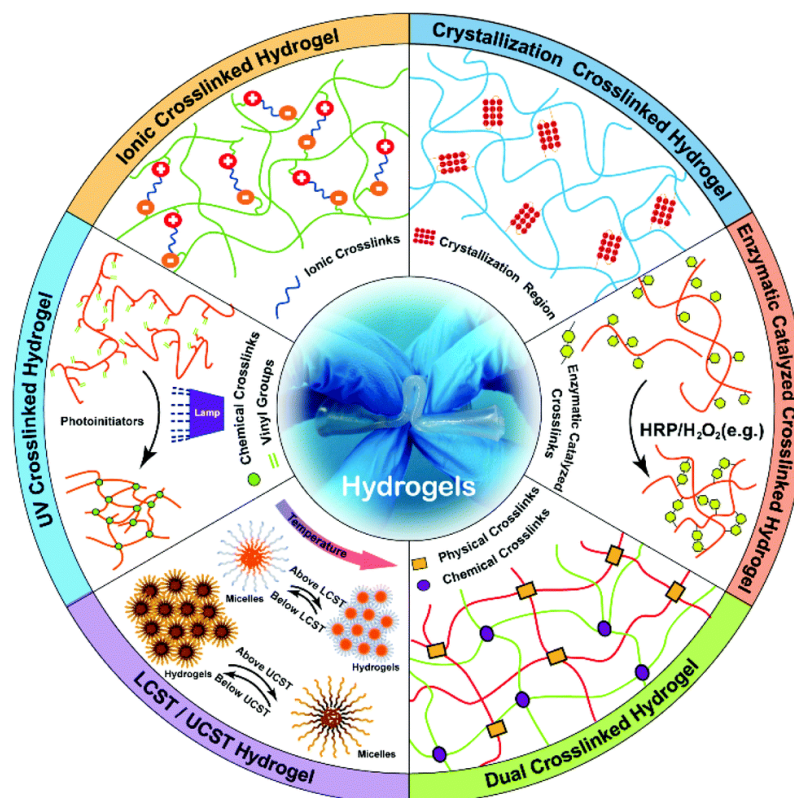 Ionic Crosslinked Hydrogel
Crystallization Crosslinked Hydrogel
Ionic Crosslinks
Crystallization Region
UV Crosslinked Hydrogel
Photoinitiators
Lamp
Chemical Crosslinks
Vinyl Groups
Hydrogels
Enzymatic Catalyzed
Crosslinks
HRP/H₂O₂(e.g.)
Enzymatic Catalyzed Crosslinked Hydrogel
Temperature
Micelles
Above LCST
Below LCST
Hydrogels
Hydrogels
Above UCST
Below UCST
Micelles
LCST / UCST Hydrogel
Physical Crosslinks
Chemical Crosslinks
Dual Crosslinked Hydrogel